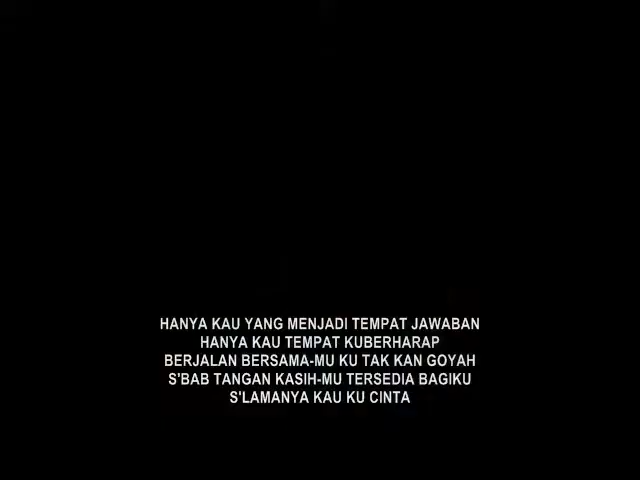 HANYA KAU YANG MENJADI TEMPAT JAWABAN
HANYA KAU TEMPAT KUBERHARAP
BERJALAN BERSAMA-MU KU TAK KAN GOYAH
S'BAB TANGAN KASIH-MU TERSEDIA BAGIKU
S'LAMANYA KAU KU CINTA